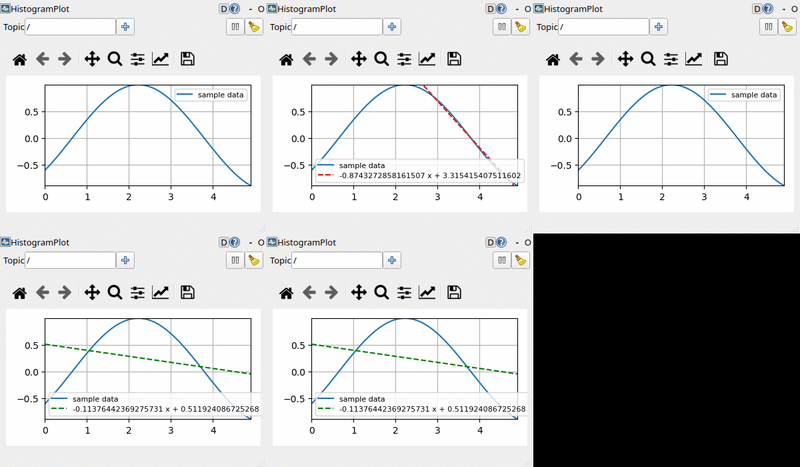 HistogramPlot D - O
Topic /
0.5
0.0
−0.5
sample data
0 1 2 3 4
HistogramPlot D - O
Topic /
0.5
0.0
−0.5
sample data
-0.8743272858161507 x + 3.315415407511602
0 1 2 3 4
HistogramPlot D - O
Topic /
0.5
0.0
−0.5
sample data
0 1 2 3 4
HistogramPlot D - O
Topic /
0.5
0.0
−0.5
sample data
-0.11376442369275731 x + 0.511924086725268
0 1 2 3 4
HistogramPlot D - O
Topic /
0.5
0.0
−0.5
sample data
-0.11376442369275731 x + 0.5119240867252688
0 1 2 3 4